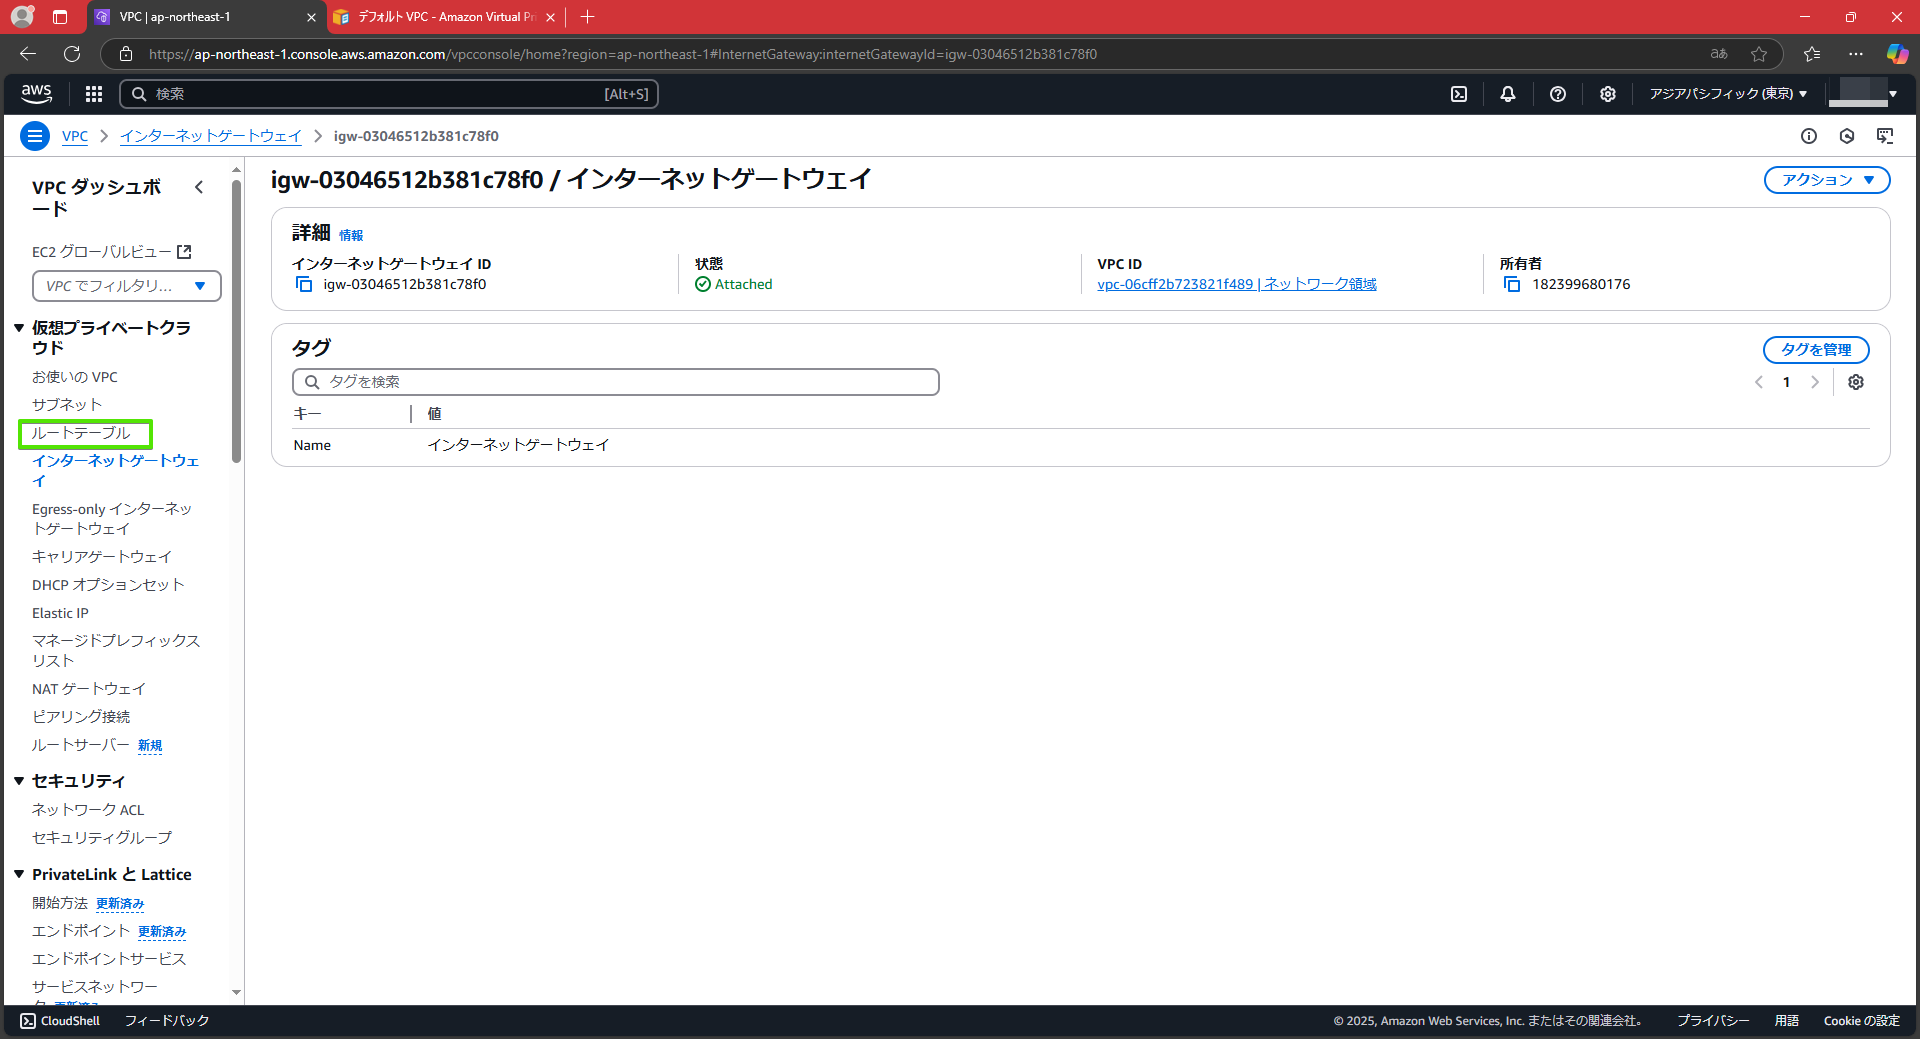 VPC | ap-northeast-1
デフォルト VPC - Amazon Virtual Pr
https://ap-northeast-1.console.aws.amazon.com/vpcconsole/home?region=ap-northeast-1#InternetGateway:internetGatewayId=igw-03046512b381c78f0
aあ
aws
検索
[Alt+S]
アジアパシフィック (東京)
VPC
インターネットゲートウェイ
igw-03046512b381c78f0
VPC ダッシュボ
ード
EC2 グローバルビュー
VPC でフィルタリ...
仮想プライベートクラ
ウド
お使いの VPC
サブネット
ルートテーブル
インターネットゲートウェ
イ
Egress-only インターネッ
トゲートウェイ
キャリアゲートウェイ
DHCP オプションセット
Elastic IP
マネージドプレフィックス
リスト
NAT ゲートウェイ
ピアリング接続
ルートサーバー 新規
セキュリティ
ネットワーク ACL
セキュリティグループ
PrivateLink と Lattice
開始方法 更新済み
エンドポイント 更新済み
エンドポイントサービス
サービスネットワー
ク 更新済み
igw-03046512b381c78f0 / インターネットゲートウェイ
アクション
詳細 情報
インターネットゲートウェイ ID
igw-03046512b381c78f0
状態
Attached
VPC ID
vpc-06cff2b723821f489 | ネットワーク領域
所有者
182399680176
タグ
タグを管理
タグを検索
1
キー
値
Name
インターネットゲートウェイ
CloudShell
フィードバック
© 2025, Amazon Web Services, Inc. またはその関連会社。
プライバシー
用語
Cookie の設定